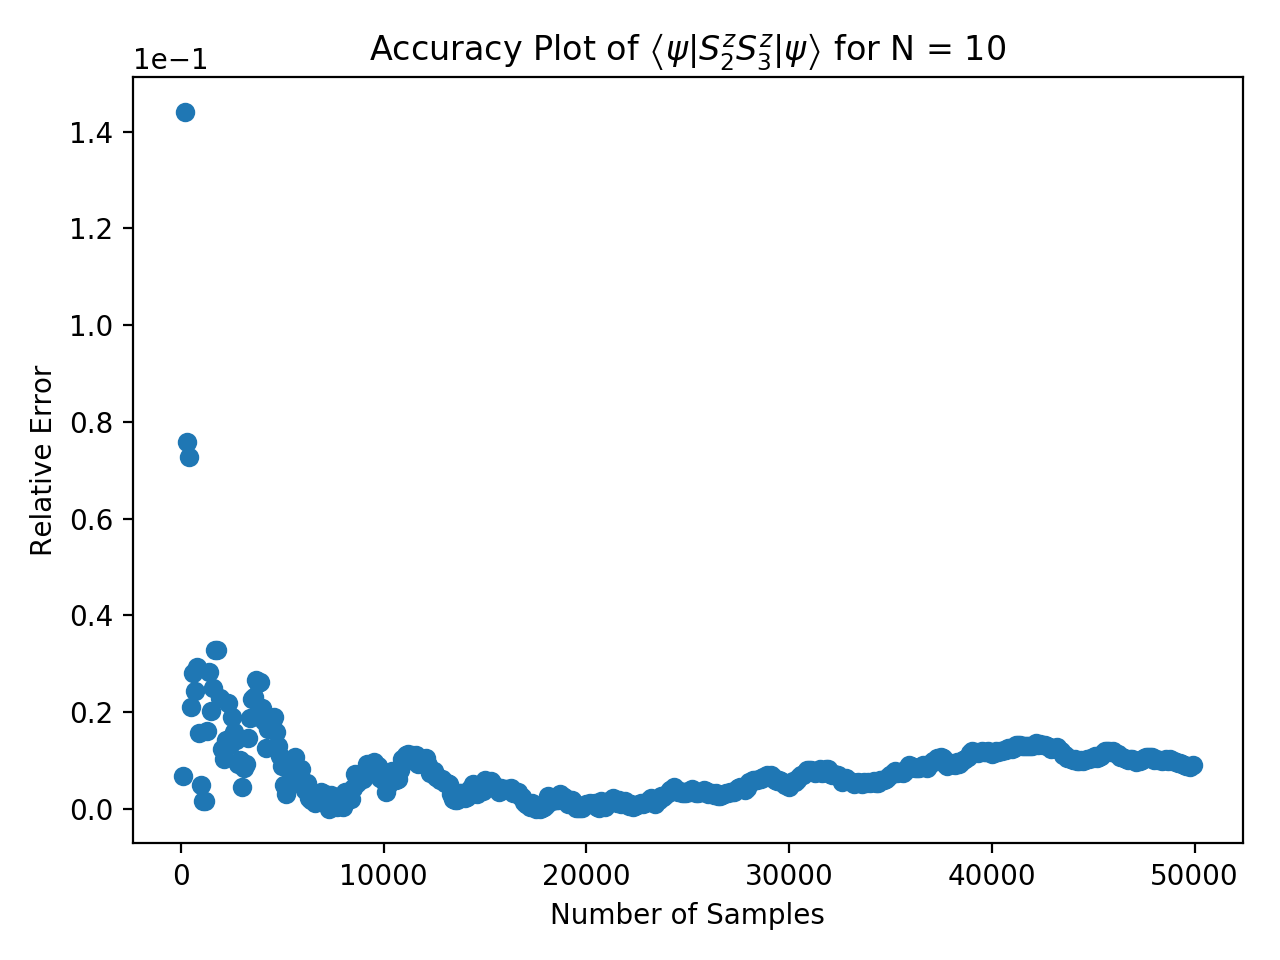 Accuracy Plot of ⟨ψ|S₂ᶻS₃ᶻ|ψ⟩ for N = 10
1e−1
1.4
1.2
1.0
0.8
0.6
0.4
0.2
0.0
Relative Error
0 10000 20000 30000 40000 50000
Number of Samples